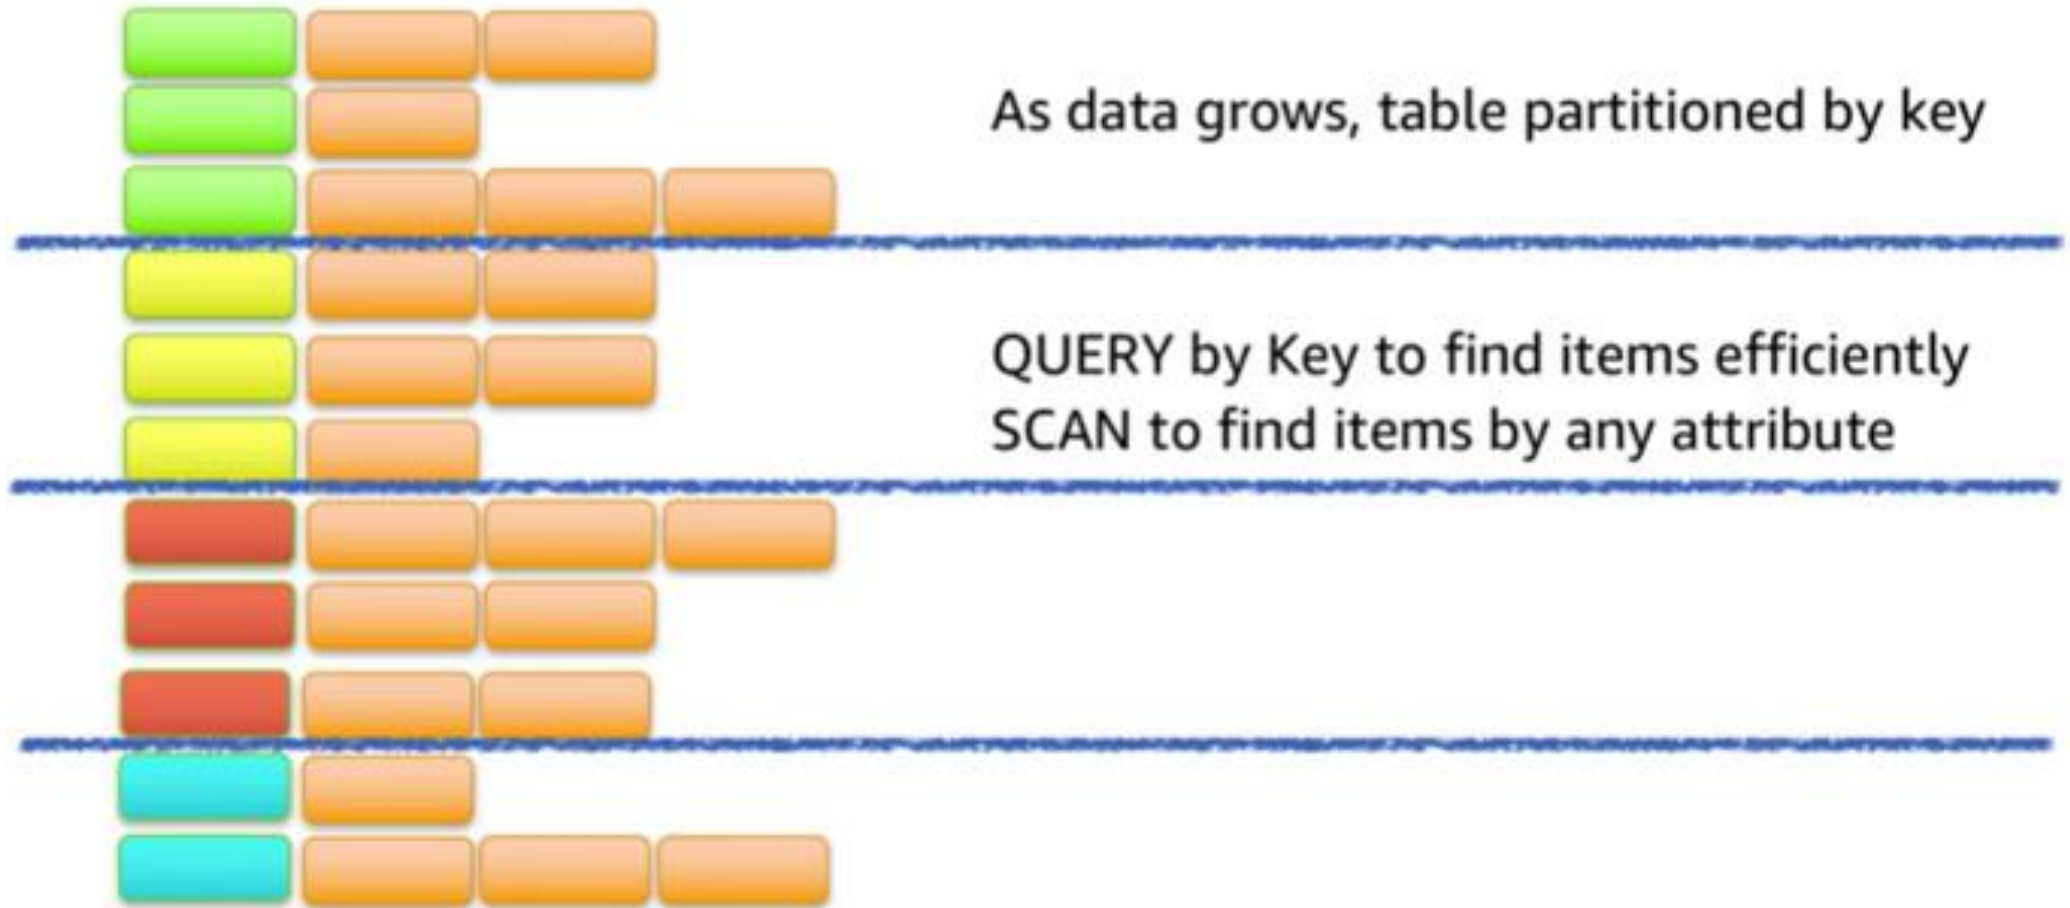 As data grows, table partitioned by key
QUERY by Key to find items efficiently
SCAN to find items by any attribute